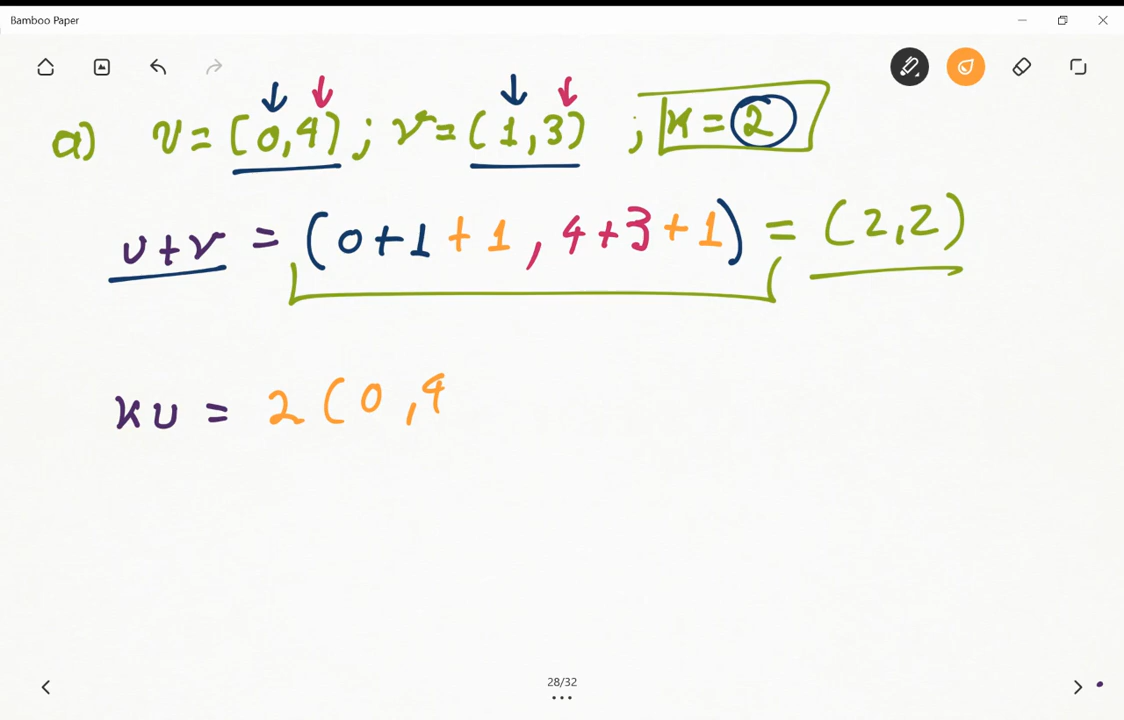 Bamboo Paper
a) v = (0,4) ; v = (1,3) ; k = 2
u+v = (0+1+1, 4+3+1) = (2,2)
ku = 2(0,4
28/32